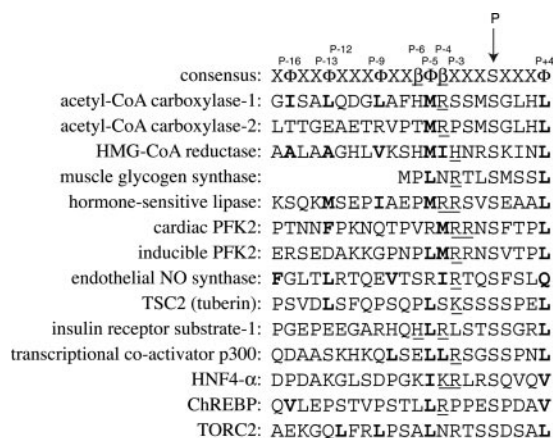 P
P-12 P-6 P-4
P-16 P-13 P-9 P-5 P-3 P+4
consensus: XΦXXΦXXXΦXXβΦβXXXSXXXΦ
acetyl-CoA carboxylase-1: GISALQDGLAFHMRSSMSGLHL
acetyl-CoA carboxylase-2: LTTGEAETRVPTMRPSMSGLHL
HMG-CoA reductase: AALAAGHLVKSHMIHNRSKINL
muscle glycogen synthase: MPLNRTLSMSSL
hormone-sensitive lipase: KSQKMSEPIAEPMRRSVSEAAL
cardiac PFK2: PTNNFPKNQTPVRMRRNSFTPL
inducible PFK2: ERSEDAKKGPNPLMRRNSVTPL
endothelial NO synthase: FGLTLRTQEVTSRIRTQSFSLQ
TSC2 (tuberin): PSVDLSFQPSQPLSKSSSSPEL
insulin receptor substrate-1: PGEPEEGARHQHLRLSTSSGRL
transcriptional co-activator p300: QDAASKHKQLSELLRSGSSPNL
HNF4-α: DPDAKGLSDPGKIKRLRSQVQV
ChREBP: QVLEPSTVPSTLLRPPESPDAV
TORC2: AEKGQLFRLPSALNRTSSDSAL